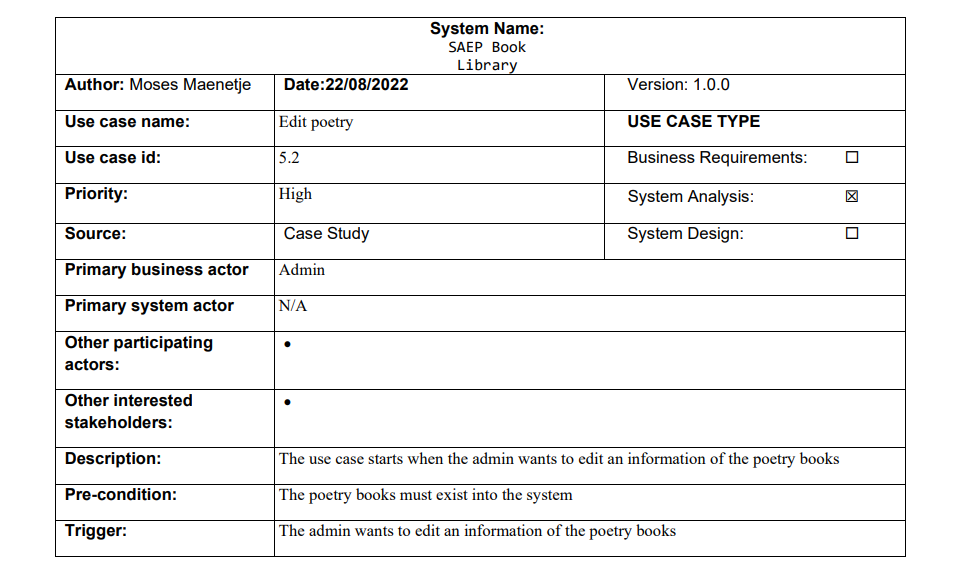 System Name:
SAEP Book
Library
Author: Moses Maenetje Date:22/08/2022 Version: 1.0.0
Use case name: Edit poetry USE CASE TYPE
Use case id: 5.2 Business Requirements: ☐
Priority: High System Analysis: ☒
Source: Case Study System Design: ☐
Primary business actor Admin
Primary system actor N/A
Other participating •
actors:
Other interested •
stakeholders:
Description: The use case starts when the admin wants to edit an information of the poetry books
Pre-condition: The poetry books must exist into the system
Trigger: The admin wants to edit an information of the poetry books